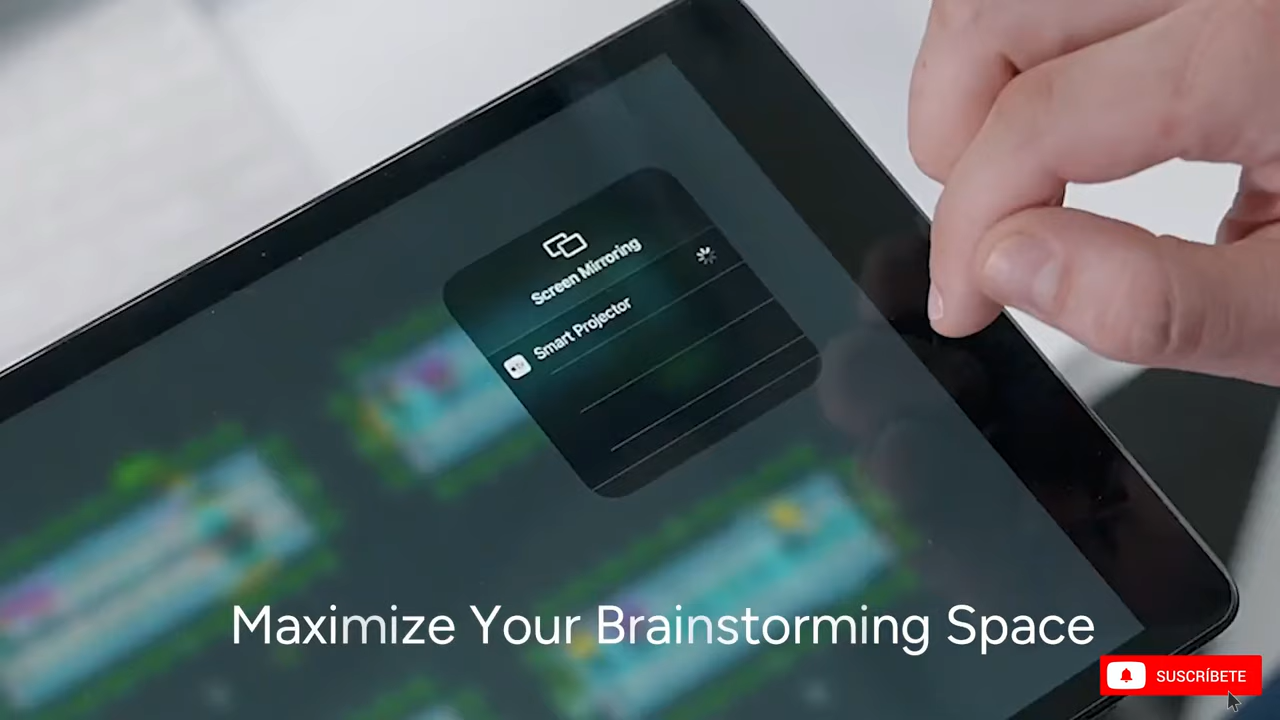 Screen Mirroring
Smart Projector
Maximize Your Brainstorming Space
SUSCRÍBETE